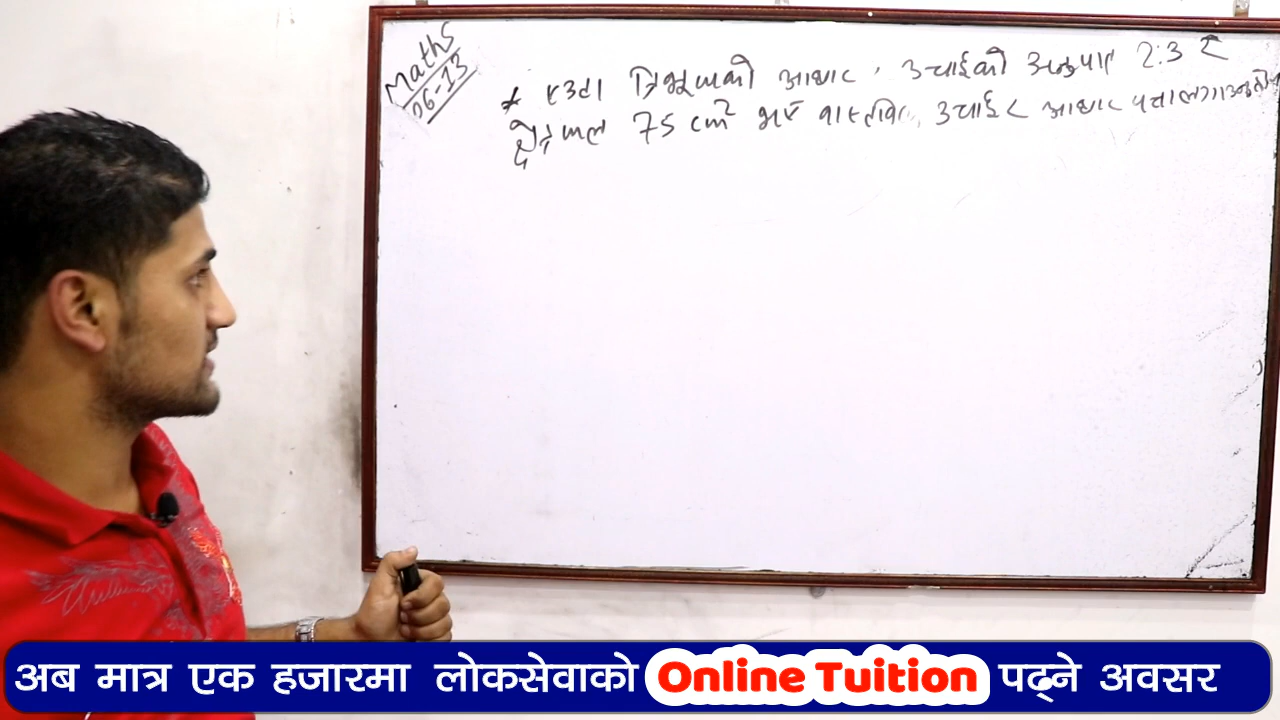 Maths
06-13
* एउटा त्रिभुजको आधार र उचाईको अनुपात 2:3 र
क्षेत्रफल 75 cm² भए वास्तविक उचाई र आधार पत्तालगाउनुहोस्
अब मात्र एक हजारमा लोकसेवाको Online Tuition पढ्ने अवसर